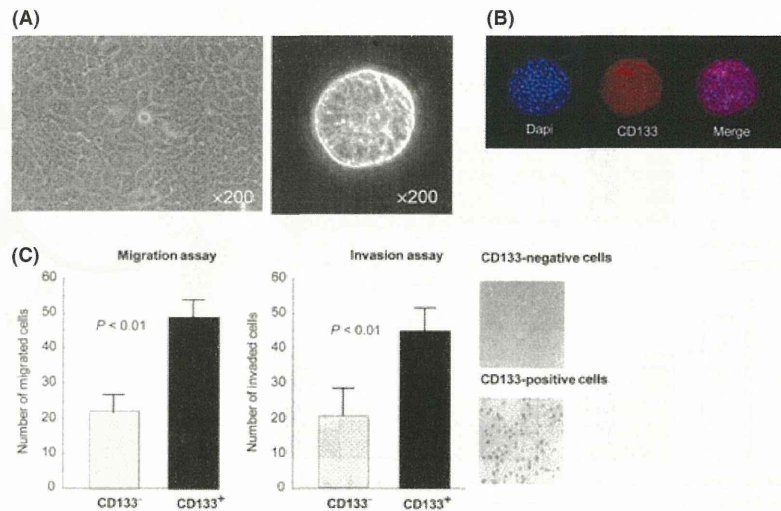 (A)
×200
×200
(B)
Dapi
CD133
Merge
(C)
Migration assay
Number of migrated cells
60
50
40
30
20
10
0
P < 0.01
CD133⁻
CD133⁺
Invasion assay
Number of invaded cells
60
50
40
30
20
10
0
P < 0.01
CD133⁻
CD133⁺
CD133-negative cells
CD133-positive cells